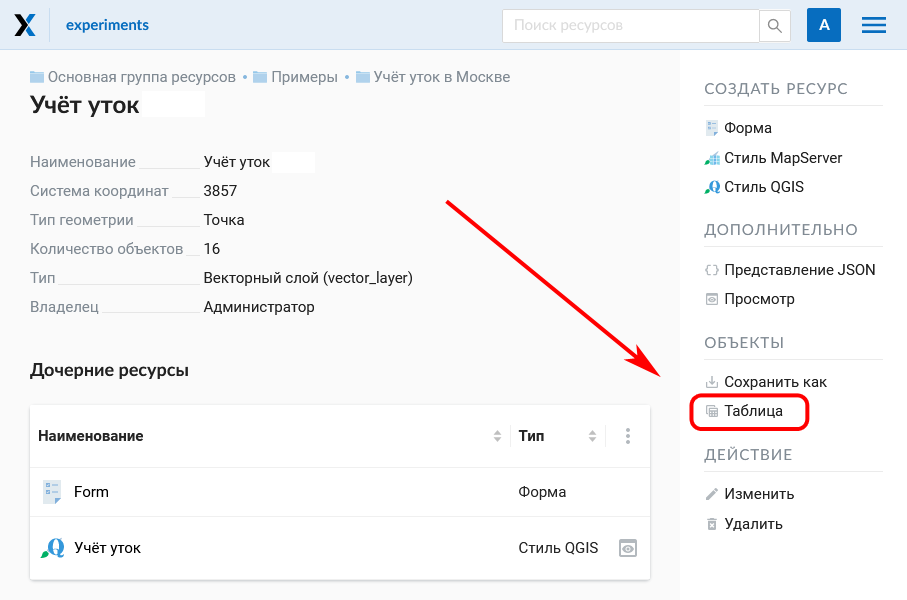 experiments
Поиск ресурсов
A
Основная группа ресурсов • Примеры • Учёт уток в Москве
Учёт уток
Наименование Учёт уток
Система координат 3857
Тип геометрии Точка
Количество объектов 16
Тип Векторный слой (vector_layer)
Владелец Администратор
Дочерние ресурсы
Наименование Тип
Form Форма
Учёт уток Стиль QGIS
СОЗДАТЬ РЕСУРС
Форма
Стиль MapServer
Стиль QGIS
ДОПОЛНИТЕЛЬНО
Представление JSON
Просмотр
ОБЪЕКТЫ
Сохранить как
Таблица
ДЕЙСТВИЕ
Изменить
Удалить